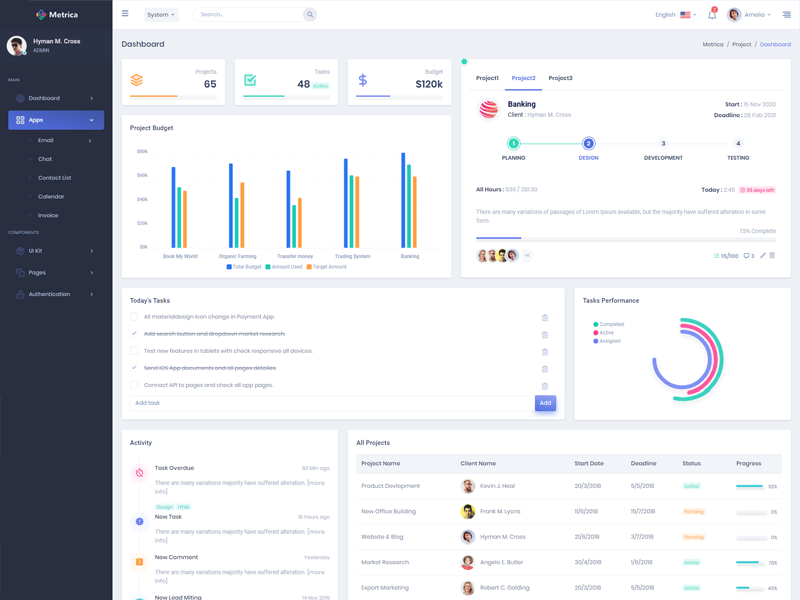 Metrica
System
Search...
English
2
Amelia
Hyman M. Cross
ADMIN
Dashboard
Metrica / Project / Dashboard
MAIN
Dashboard
Apps
Email
Chat
Contact List
Calendar
Invoice
COMPONENTS
UI Kit
Pages
Authentication
Projects
65
Tasks
48 Active
Budget
$120k
Project Budget
$80k
$60k
$40k
$20k
$0k
Book My World
Organic Farming
Transfer money
Trading System
Banking
Total Budget
Amount Used
Target Amount
Project1
Project2
Project3
Banking
Client : Hyman M. Cross
Start : 15 Nov 2020
Deadline : 28 Feb 2021
1
2
3
4
PLANING
DESIGN
DEVELOPMENT
TESTING
All Hours : 530 / 281:30
Today : 2:45
30 days left
There are many variations of passages of Lorem Ipsum available, but the majority have suffered alteration in some
form.
15% Complete
15/100
3
Today's Tasks
All materialdesign icon change in Payment App.
Add search button and dropdown market research.
Test new features in tablets with check responsive all devices.
Send iOS App documents and all pages detailes
Connect API to pages and check all app pages.
Add task
Add
Tasks Performance
Completed
Active
Assigned
Activity
Task Overdue
50 Min ago
There are many variations majority have suffered alteration. [more
info]
Design
HTML
New Task
10 hours ago
There are many variations majority have suffered alteration. [more
info]
New Comment
Yesterday
There are many variations majority have suffered alteration. [more
info]
New Lead Miting
14 Nov 2019
All Projects
Project Name
Client Name
Start Date
Deadline
Status
Progress
Product Devlopment
Kevin J. Heal
20/3/2018
5/5/2018
Active
92%
New Office Building
Frank M. Lyons
11/6/2018
15/7/2018
Pending
0%
Website & Blog
Hyman M. Cross
21/6/2018
3/7/2018
Pending
0%
Market Research
Angelo E. Butler
30/4/2018
1/6/2018
Active
78%
Export Marketing
Robert C. Golding
20/3/2018
5/5/2018
Active
45%